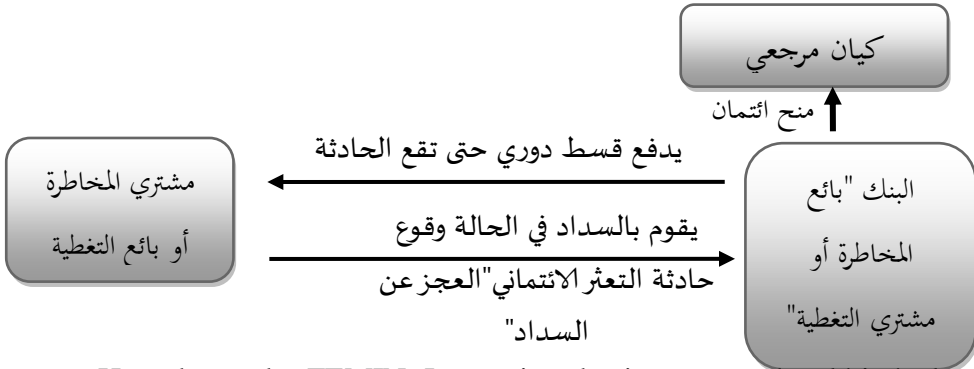 كيان مرجعي
منح ائتمان
يدفع قسط دوري حتى تقع الحادثة
مشتري المخاطرة
أو بائع التغطية
البنك "بائع
المخاطرة أو
مشتري التغطية"
يقوم بالسداد في الحالة وقوع
حادثة التعثر الائتماني"العجز عن
السداد"